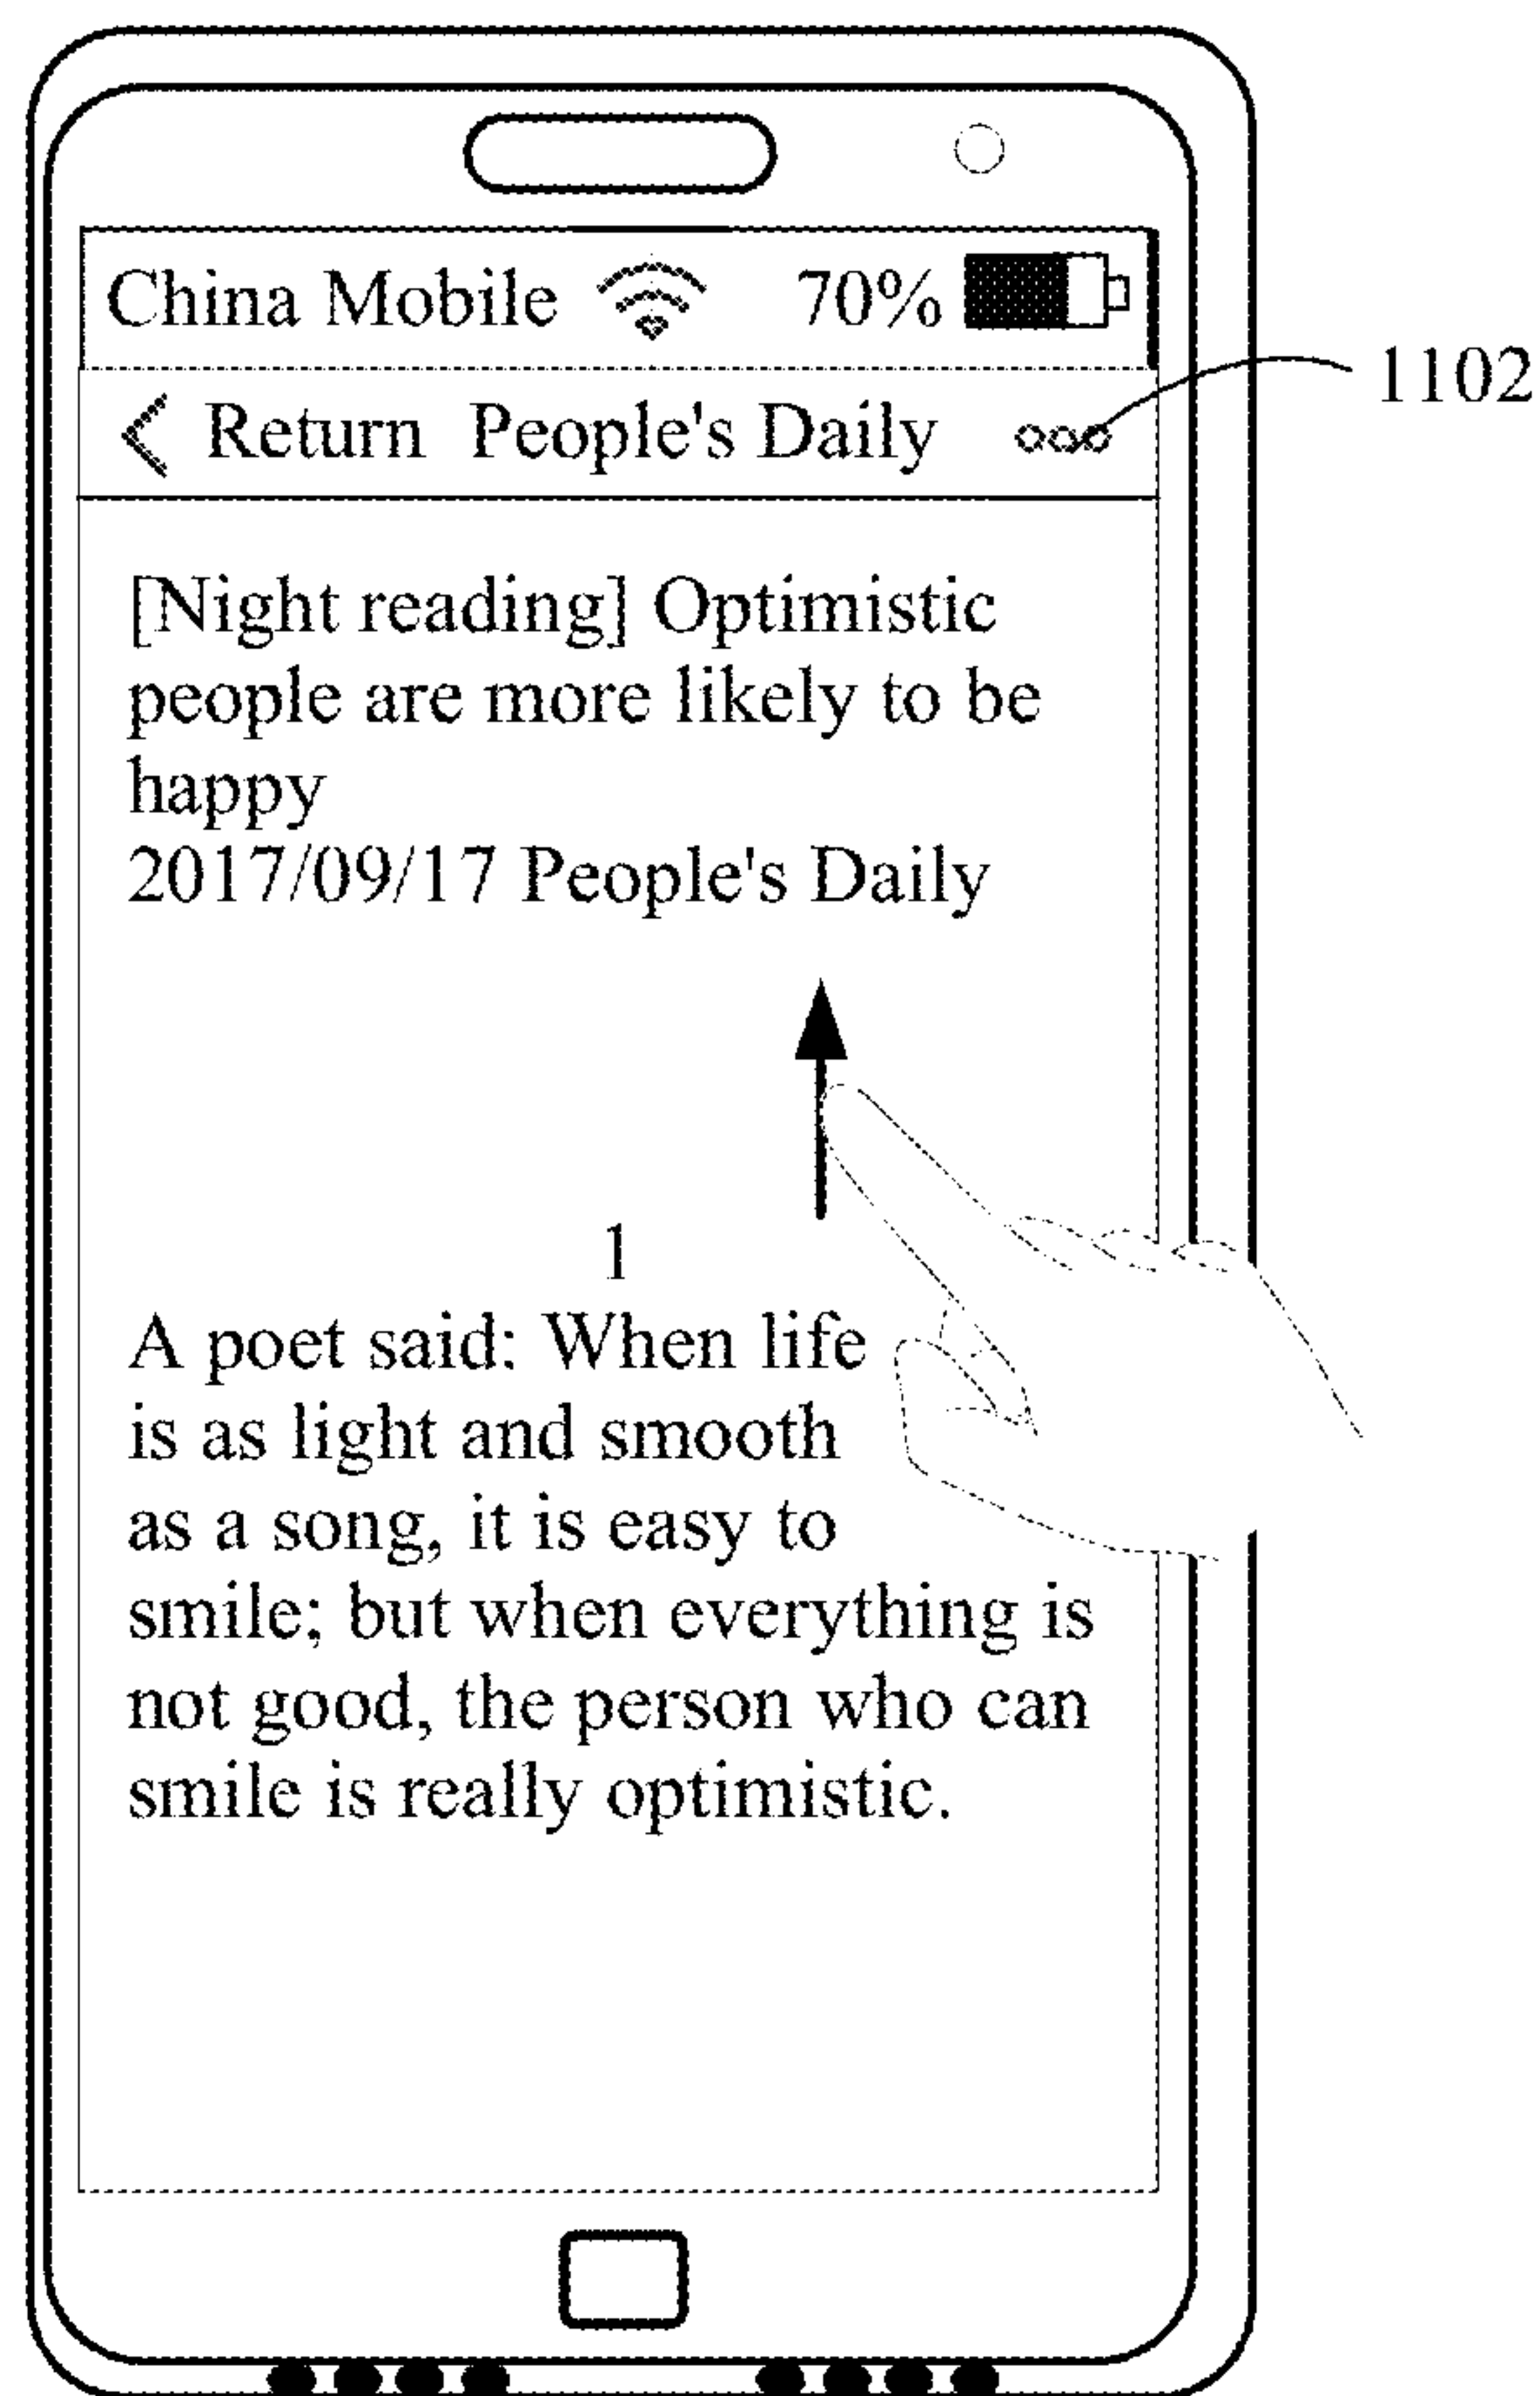 China Mobile 70%
< Return People's Daily ooo
1102
[Night reading] Optimistic
people are more likely to be
happy
2017/09/17 People's Daily
1
A poet said: When life
is as light and smooth
as a song, it is easy to
smile; but when everything is
not good, the person who can
smile is really optimistic.